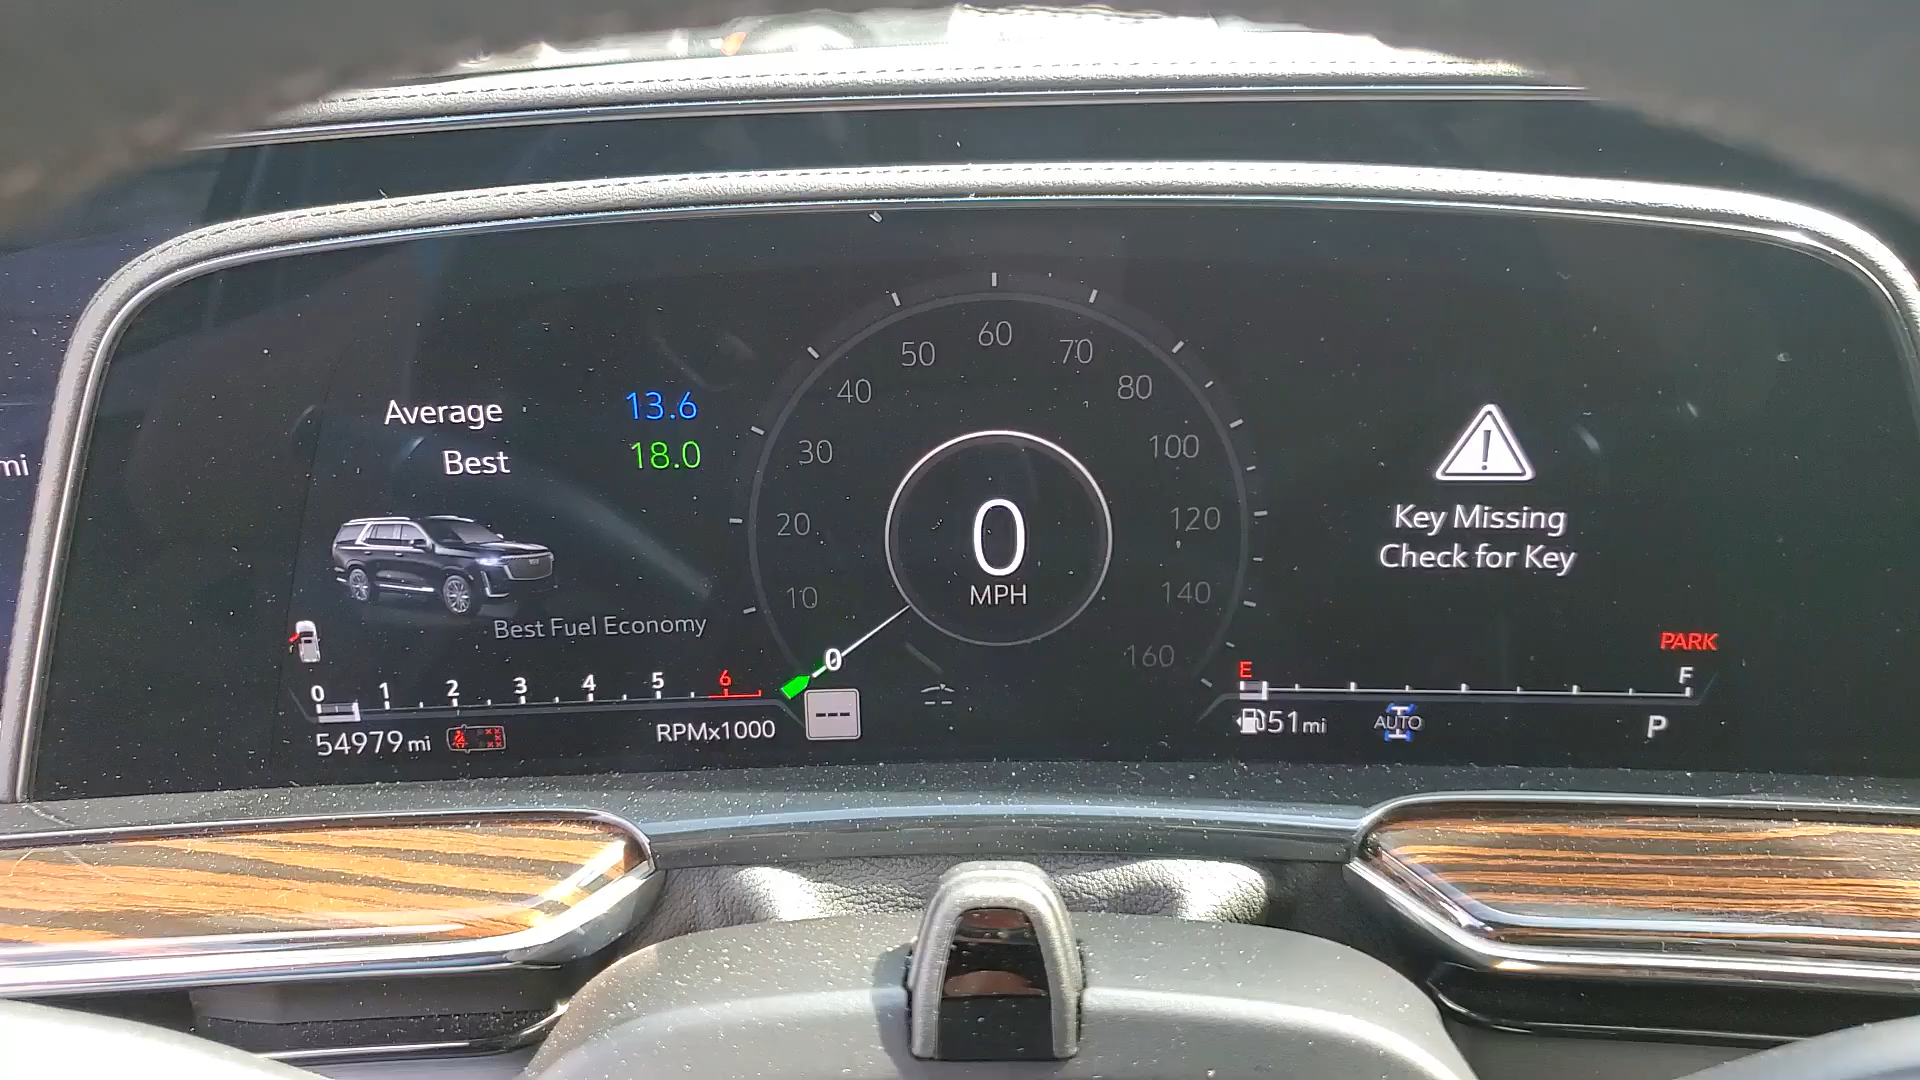 mi
Average 13.6
Best 18.0
Best Fuel Economy
0 1 2 3 4 5 6
54979 mi
RPMx1000
0 10 20 30 40 50 60 70 80 100 120 140 160
0
MPH
---
Key Missing
Check for Key
PARK
E F
51 mi
AUTO
P